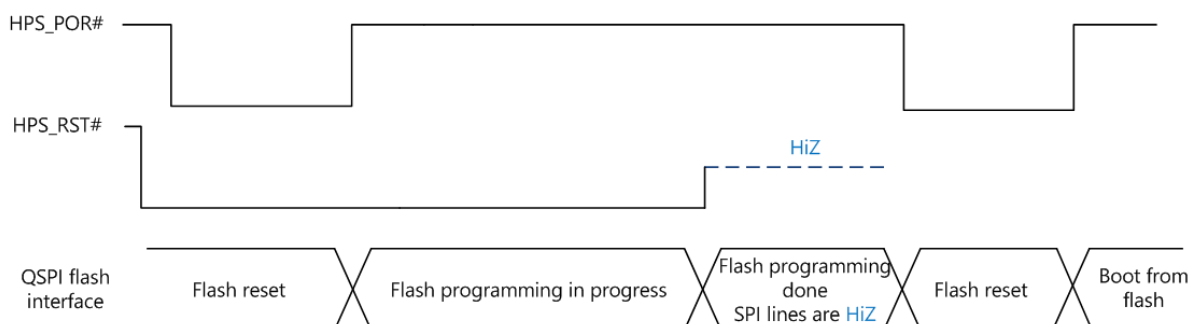 HPS_POR#
HPS_RST#
HiZ
QSPI flash
interface
Flash reset
Flash programming in progress
Flash programming
done
SPI lines are HiZ
Flash reset
Boot from
flash